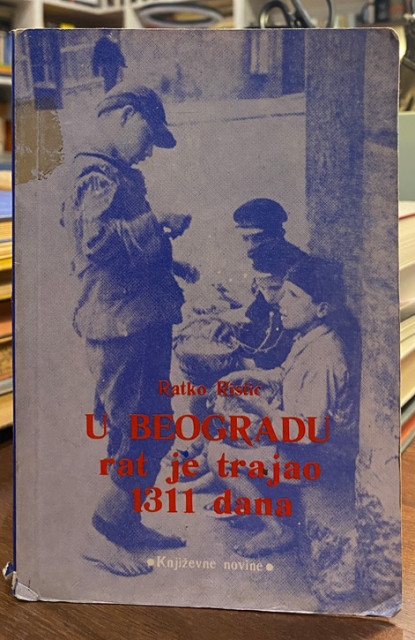 Ratko Ristić
U BEOGRADU
rat je trajao
1311 dana
• Književne novine •